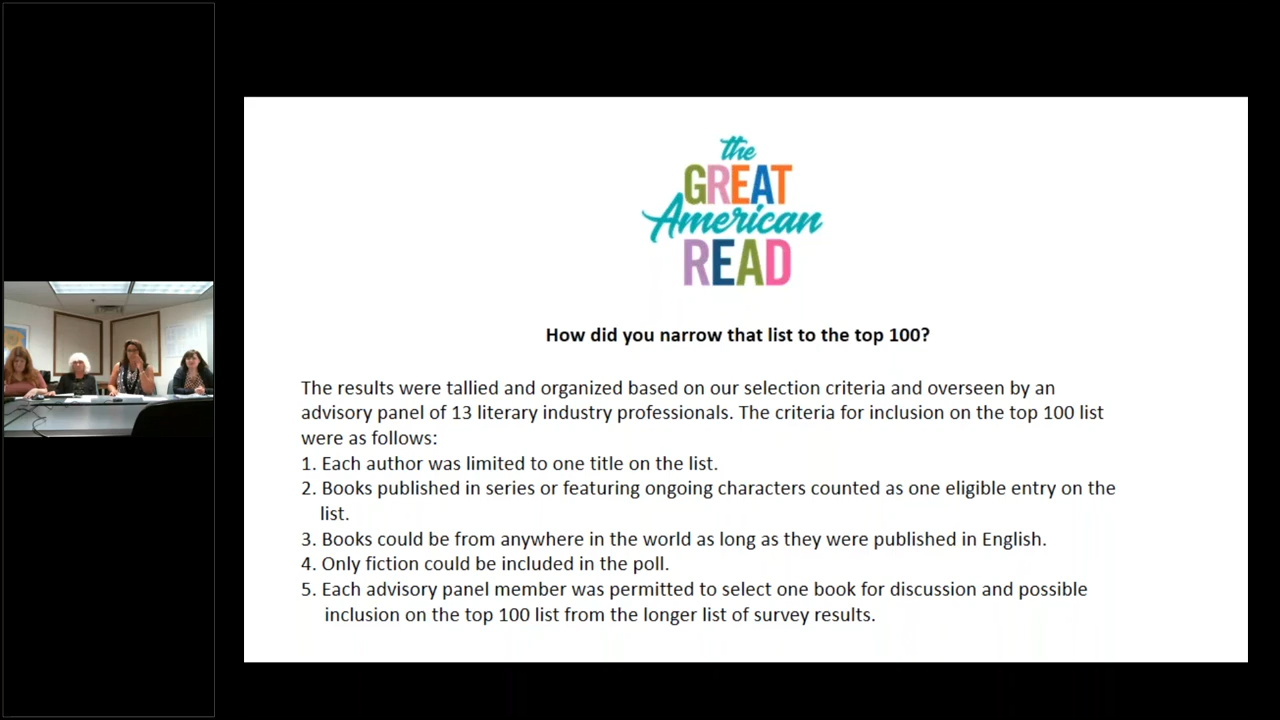 the
GREAT
American
READ
How did you narrow that list to the top 100?
The results were tallied and organized based on our selection criteria and overseen by an
advisory panel of 13 literary industry professionals. The criteria for inclusion on the top 100 list
were as follows:
1. Each author was limited to one title on the list.
2. Books published in series or featuring ongoing characters counted as one eligible entry on the
list.
3. Books could be from anywhere in the world as long as they were published in English.
4. Only fiction could be included in the poll.
5. Each advisory panel member was permitted to select one book for discussion and possible
inclusion on the top 100 list from the longer list of survey results.